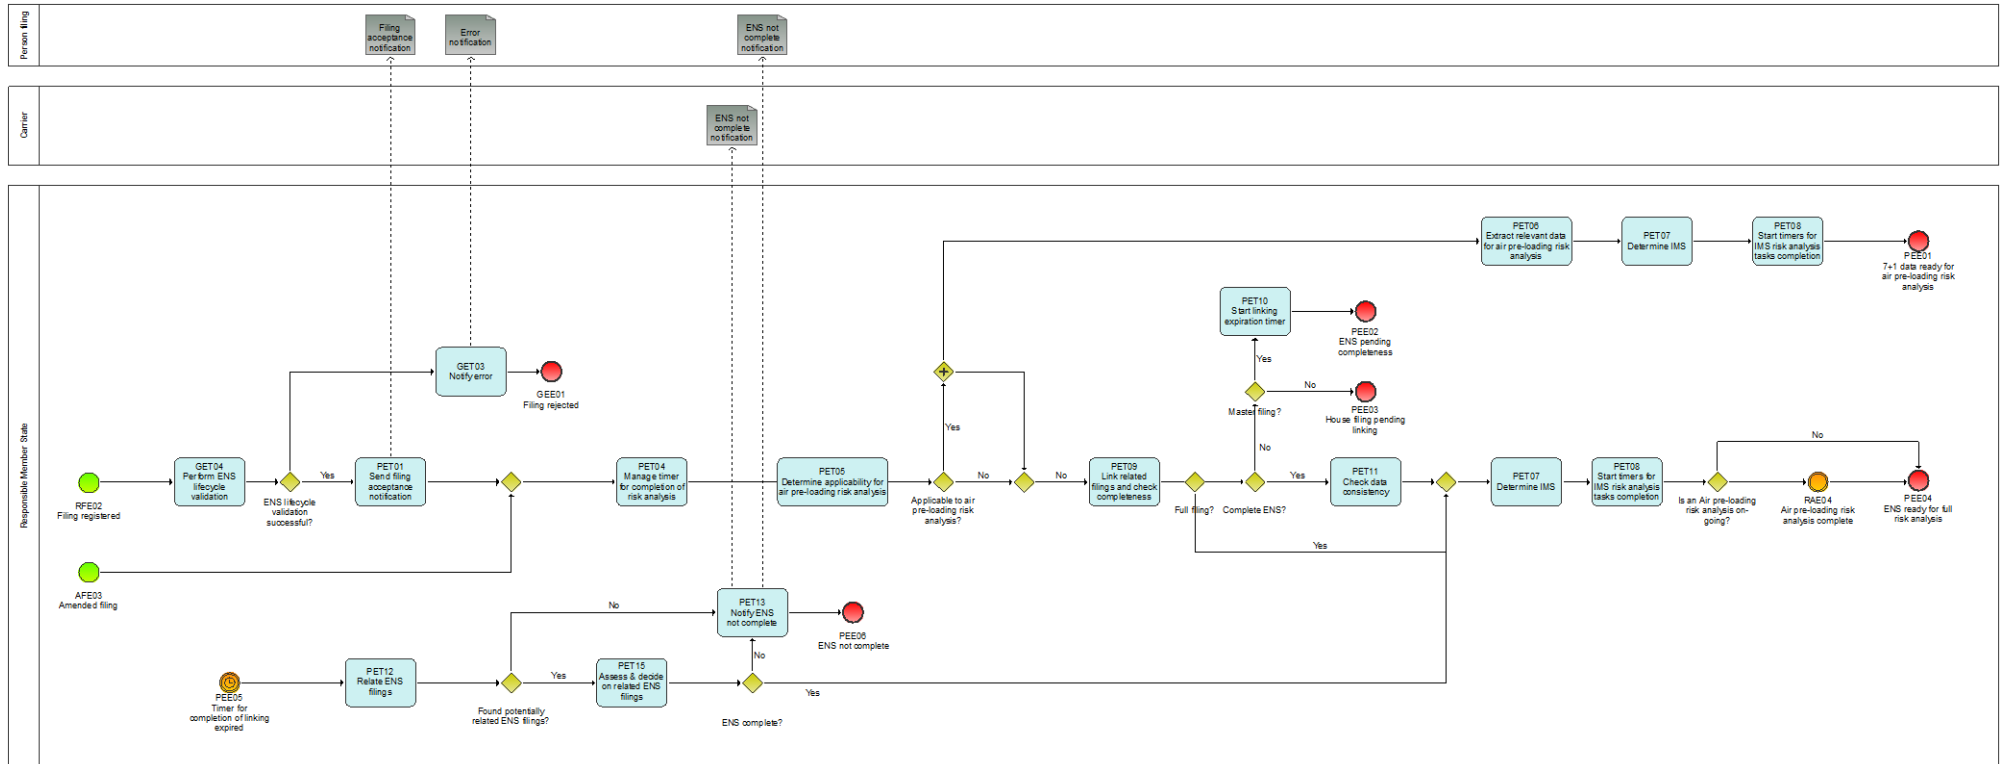 Person filing
Filing
acceptance
notification
Error
notification
ENS not
complete
notification
Carrier
ENS not
complete
notification
Responsible Member State
PET06
Extract relevant data
for air pre-loading risk
analysis
PET07
Determine IMS
PET08
Start timers for
IMS risk analysis
tasks completion
PEE01
7+1 data ready for
air pre-loading risk
analysis
PET10
Start linking
expiration timer
PEE02
ENS pending
completeness
Yes
Master filing?
No
PEE03
House filing pending
linking
GET03
Notify error
GEE01
Filing rejected
Yes
No
No
RFE02
Filing registered
GET04
Perform ENS
lifecycle
validation
ENS lifecycle
validation
successful?
Yes
PET01
Send filing
acceptance
notification
PET04
Manage timer
for completion of
risk analysis
PET05
Determine applicability for
air pre-loading risk analysis
Applicable to air
pre-loading risk
analysis?
No
No
PET09
Link related
filings and check
completeness
Full filing?
Complete ENS?
Yes
PET11
Check data
consistency
PET07
Determine IMS
PET08
Start timers for
IMS risk analysis
tasks completion
Is an Air pre-loading
risk analysis on-
going?
RAE04
Air pre-loading risk
analysis complete
PEE04
ENS ready for full
risk analysis
Yes
AFE03
Amended filing
No
PET13
Notify ENS
not complete
PEE06
ENS not complete
No
PEE05
Timer for
completion of linking
expired
PET12
Relate ENS
filings
Found potentially
related ENS filings?
Yes
PET15
Assess & decide
on related ENS
filings
ENS complete?
Yes